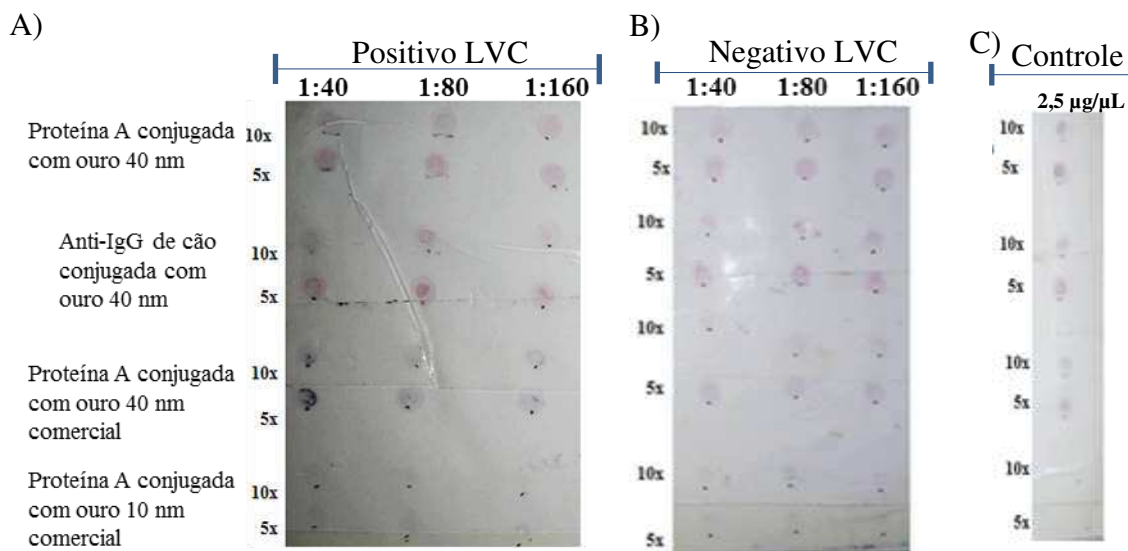 A)
Positivo LVC
1:40 1:80 1:160
Proteína A conjugada
com ouro 40 nm
10x
5x
Anti-IgG de cão
conjugada com
ouro 40 nm
10x
5x
Proteína A conjugada
com ouro 40 nm
comercial
10x
5x
Proteína A conjugada
com ouro 10 nm
comercial
10x
5x
B)
Negativo LVC
1:40 1:80 1:160
10x
5x
10x
5x
10x
5x
10x
5x
C)
Controle
2,5 µg/µL
10x
5x
10x
5x
10x
5x
10x
5x